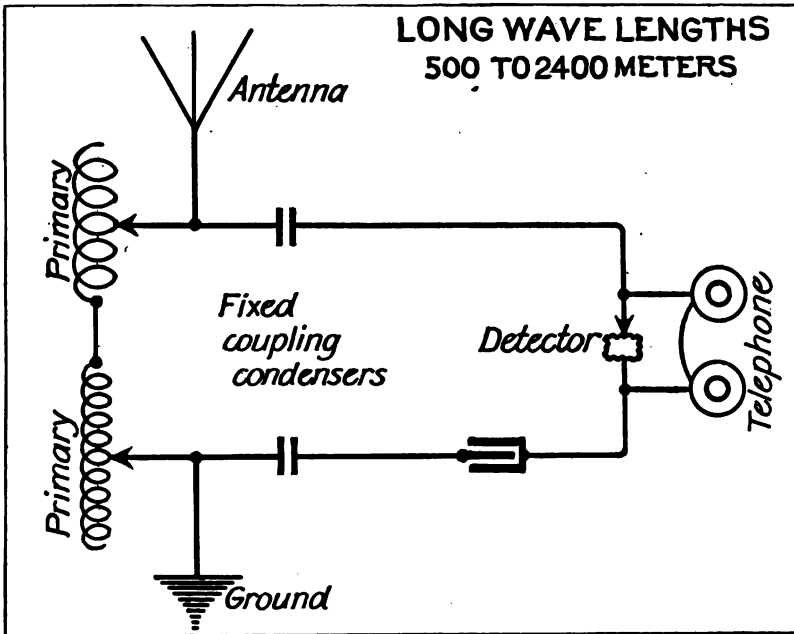 LONG WAVE LENGTHS
500 TO 2400 METERS
Antenna
Primary
Fixed
coupling
condensers
Detector
Telephone
Primary
Ground